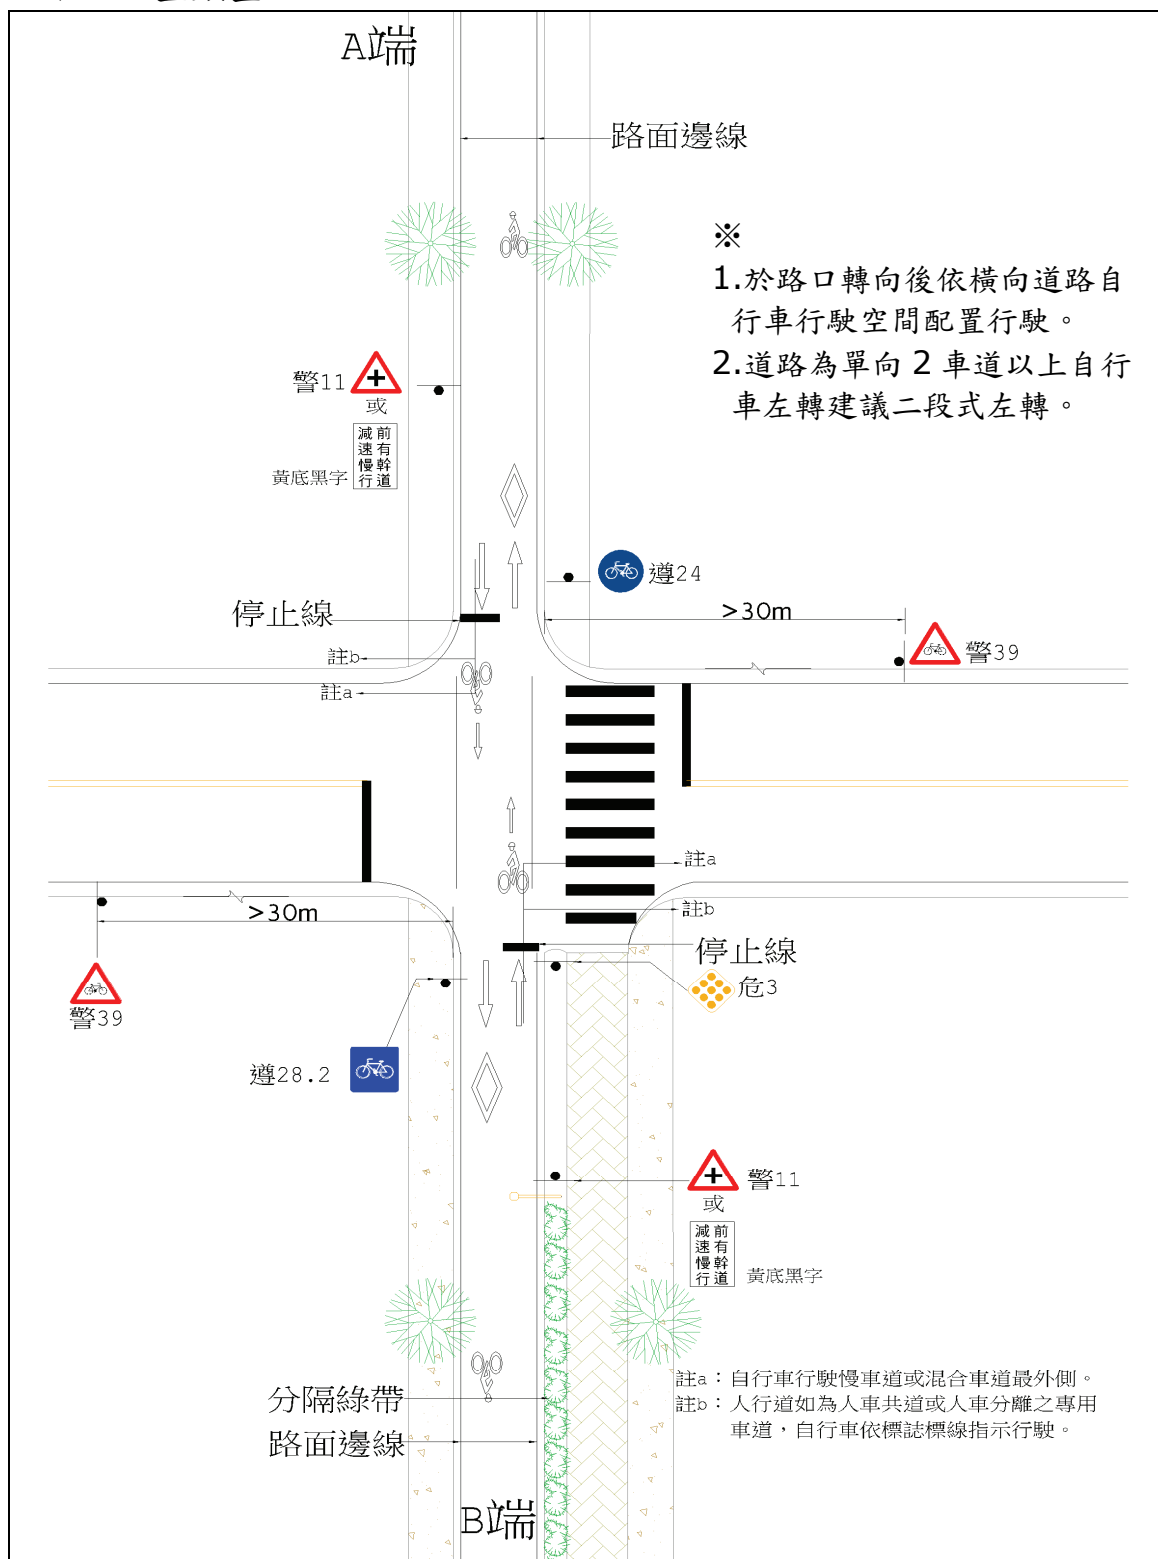 A端
路面邊線
※
1.於路口轉向後依橫向道路自
行車行駛空間配置行駛。
2.道路為單向 2 車道以上自行
車左轉建議二段式左轉。
警11
或
前有幹道
減速慢行
黃底黑字
遵24
停止線
>30m
警39
註b
註a
註a
註b
>30m
停止線
危3
警39
遵28.2
警11
或
前有幹道
減速慢行
黃底黑字
註a：自行車行駛慢車道或混合車道最外側。
註b：人行道如為人車共道或人車分離之專用
車道，自行車依標誌標線指示行駛。
分隔綠帶
路面邊線
B端